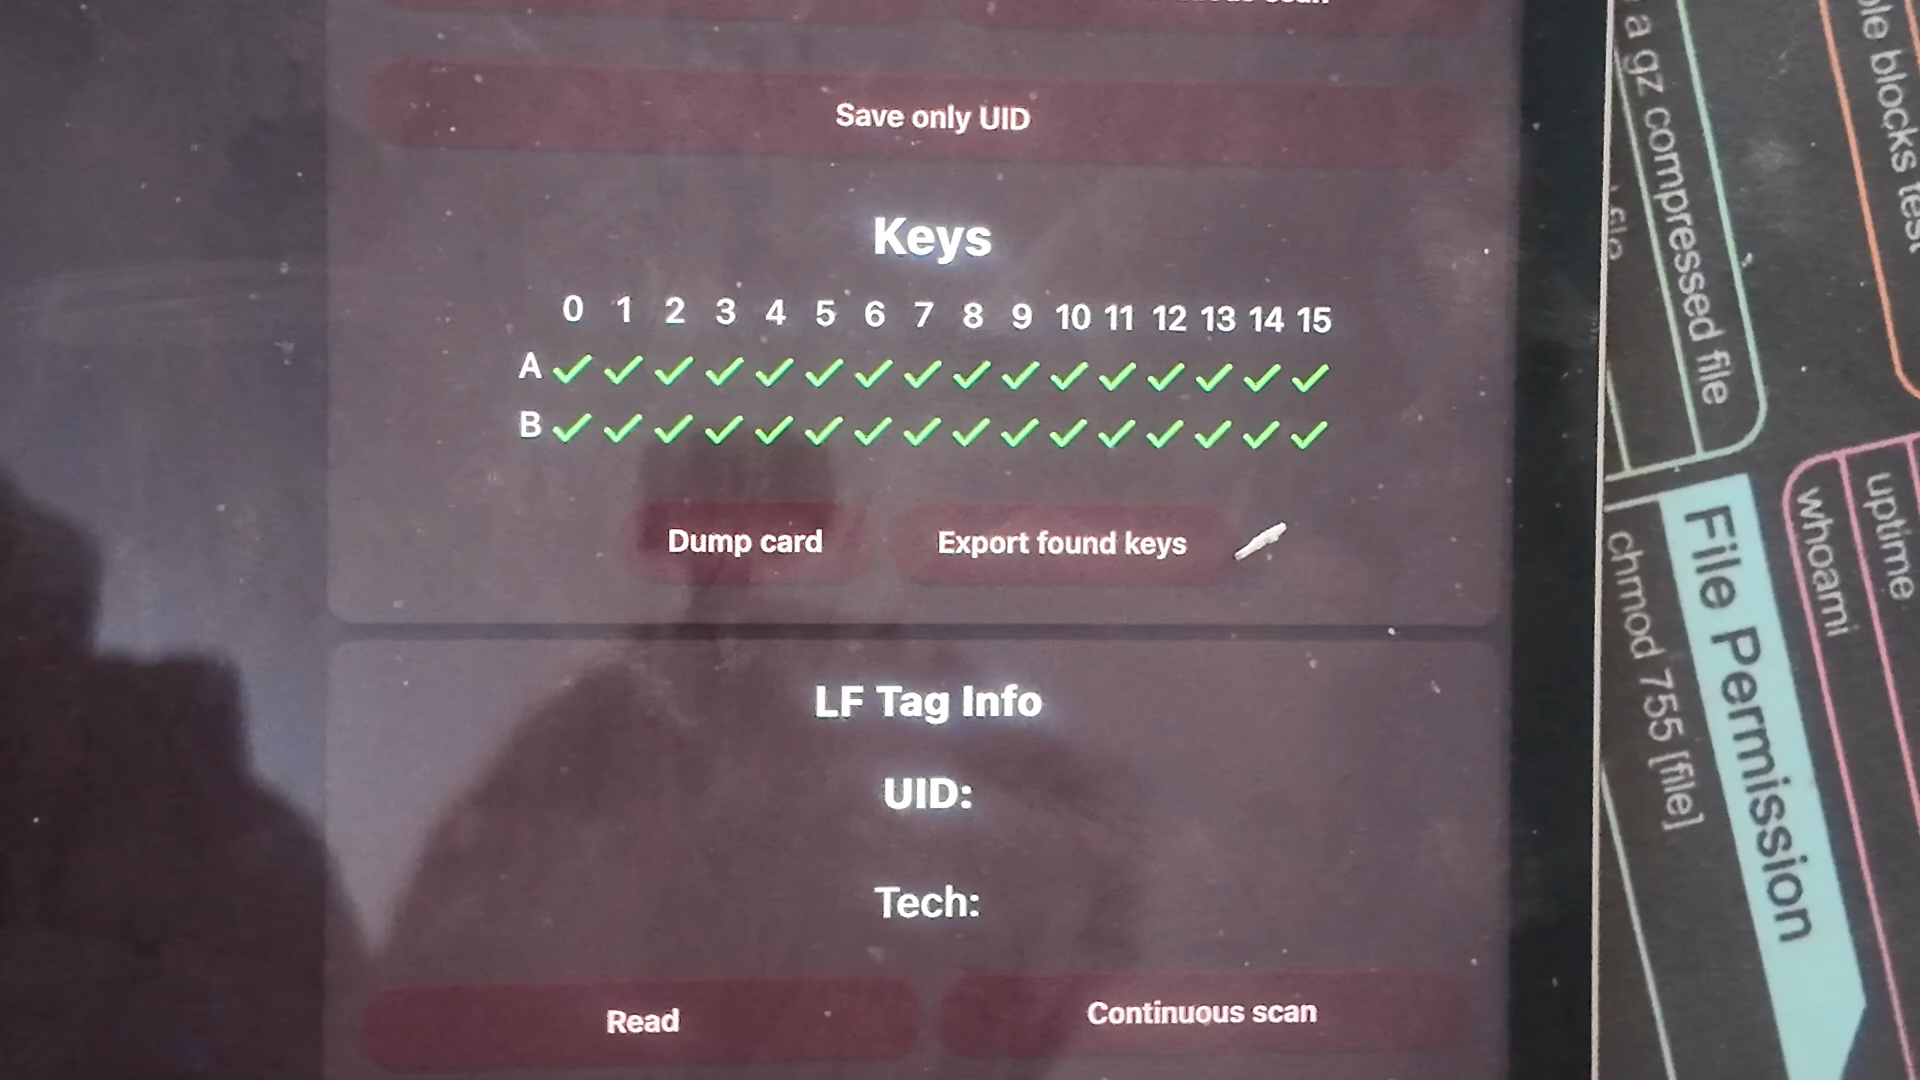 Save only UID
Keys
0 1 2 3 4 5 6 7 8 9 10 11 12 13 14 15
A
B
Dump card Export found keys
LF Tag Info
UID:
Tech:
Read Continuous scan
a gz compressed file
file
blocks test
uptime
whoami
File Permission
chmod 755 [file]